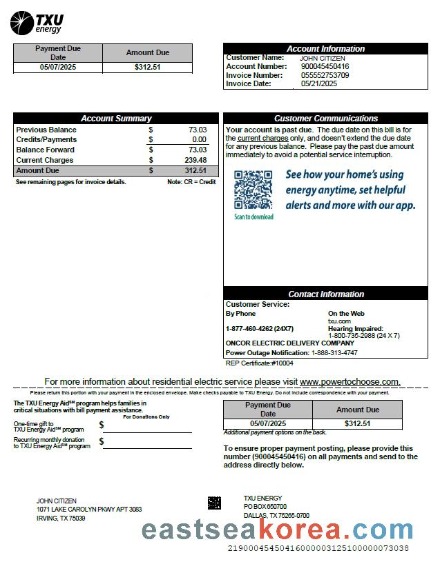 TXU
energy
Payment Due Date
Amount Due
05/07/2025
$312.51
Account Information
Customer Name: JOHN CITIZEN
Account Number: 900045450416
Invoice Number: 055552753709
Invoice Date: 05/21/2025
Account Summary
Previous Balance $ 73.03
Credits/Payments $ 0.00
Balance Forward $ 73.03
Current Charges $ 239.48
Amount Due $ 312.51
See remaining pages for invoice details. Note: CR = Credit
Customer Communications
Your account is past due. The due date on this bill is for
the current charges only, and doesn't extend the due date
for any previous balance. Please pay the past due amount
immediately to avoid a potential service interruption.
See how your home's using
energy anytime, set helpful
alerts and more with our app.
Scan to download
Contact Information
Customer Service:
By Phone On the Web
txu.com
1-877-460-4262 (24X7) Hearing Impaired:
1-800-735-2988 (24 X 7)
ONCOR ELECTRIC DELIVERY COMPANY
Power Outage Notification: 1-888-313-4747
REP Certificate:#10004
For more information about residential electric service please visit www.powertochoose.com.
Please return this portion with your payment in the enclosed envelope. Make checks payable to TXU Energy. Do not include correspondence with your payment.
The TXU Energy Aid℠ program helps families in
critical situations with bill payment assistance.
For Donations Only
One-time gift to
TXU Energy Aid℠ program $
Recurring monthly donation
to TXU Energy Aid℠ program $
Payment Due Date
Amount Due
05/07/2025
$312.51
Additional payment options on the back.
To ensure proper payment posting, please provide this
number (900045450416) on all payments and send to the
address directly below.
JOHN CITIZEN
1071 LAKE CAROLYN PKWY APT 3083
IRVING, TX 75039
TXU ENERGY
PO BOX 650700
DALLAS, TX 75265-0700
eastseakorea.com
21900045450416000003125100000073038